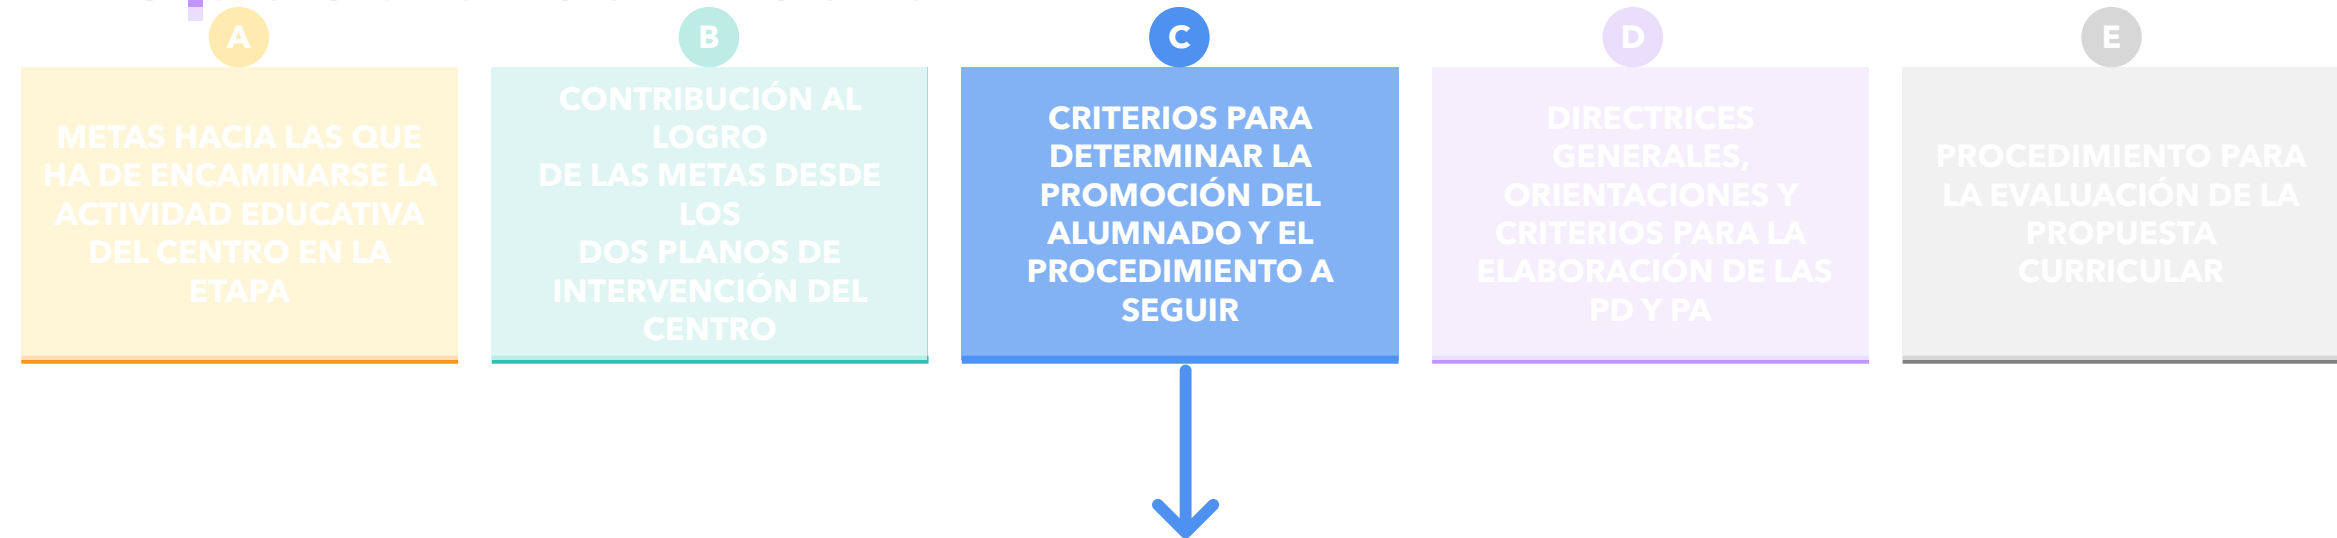 A
METAS HACIA LAS QUE
HA DE ENCAMINARSE LA
ACTIVIDAD EDUCATIVA
DEL CENTRO EN LA
ETAPA
B
CONTRIBUCIÓN AL
LOGRO
DE LAS METAS DESDE
LOS
DOS PLANOS DE
INTERVENCIÓN DEL
CENTRO
C
CRITERIOS PARA
DETERMINAR LA
PROMOCIÓN DEL
ALUMNADO Y EL
PROCEDIMIENTO A
SEGUIR
D
DIRECTRICES
GENERALES,
ORIENTACIONES Y
CRITERIOS PARA LA
ELABORACIÓN DE LAS
PD Y PA
E
PROCEDIMIENTO PARA
LA EVALUACIÓN DE LA
PROPUESTA
CURRICULAR